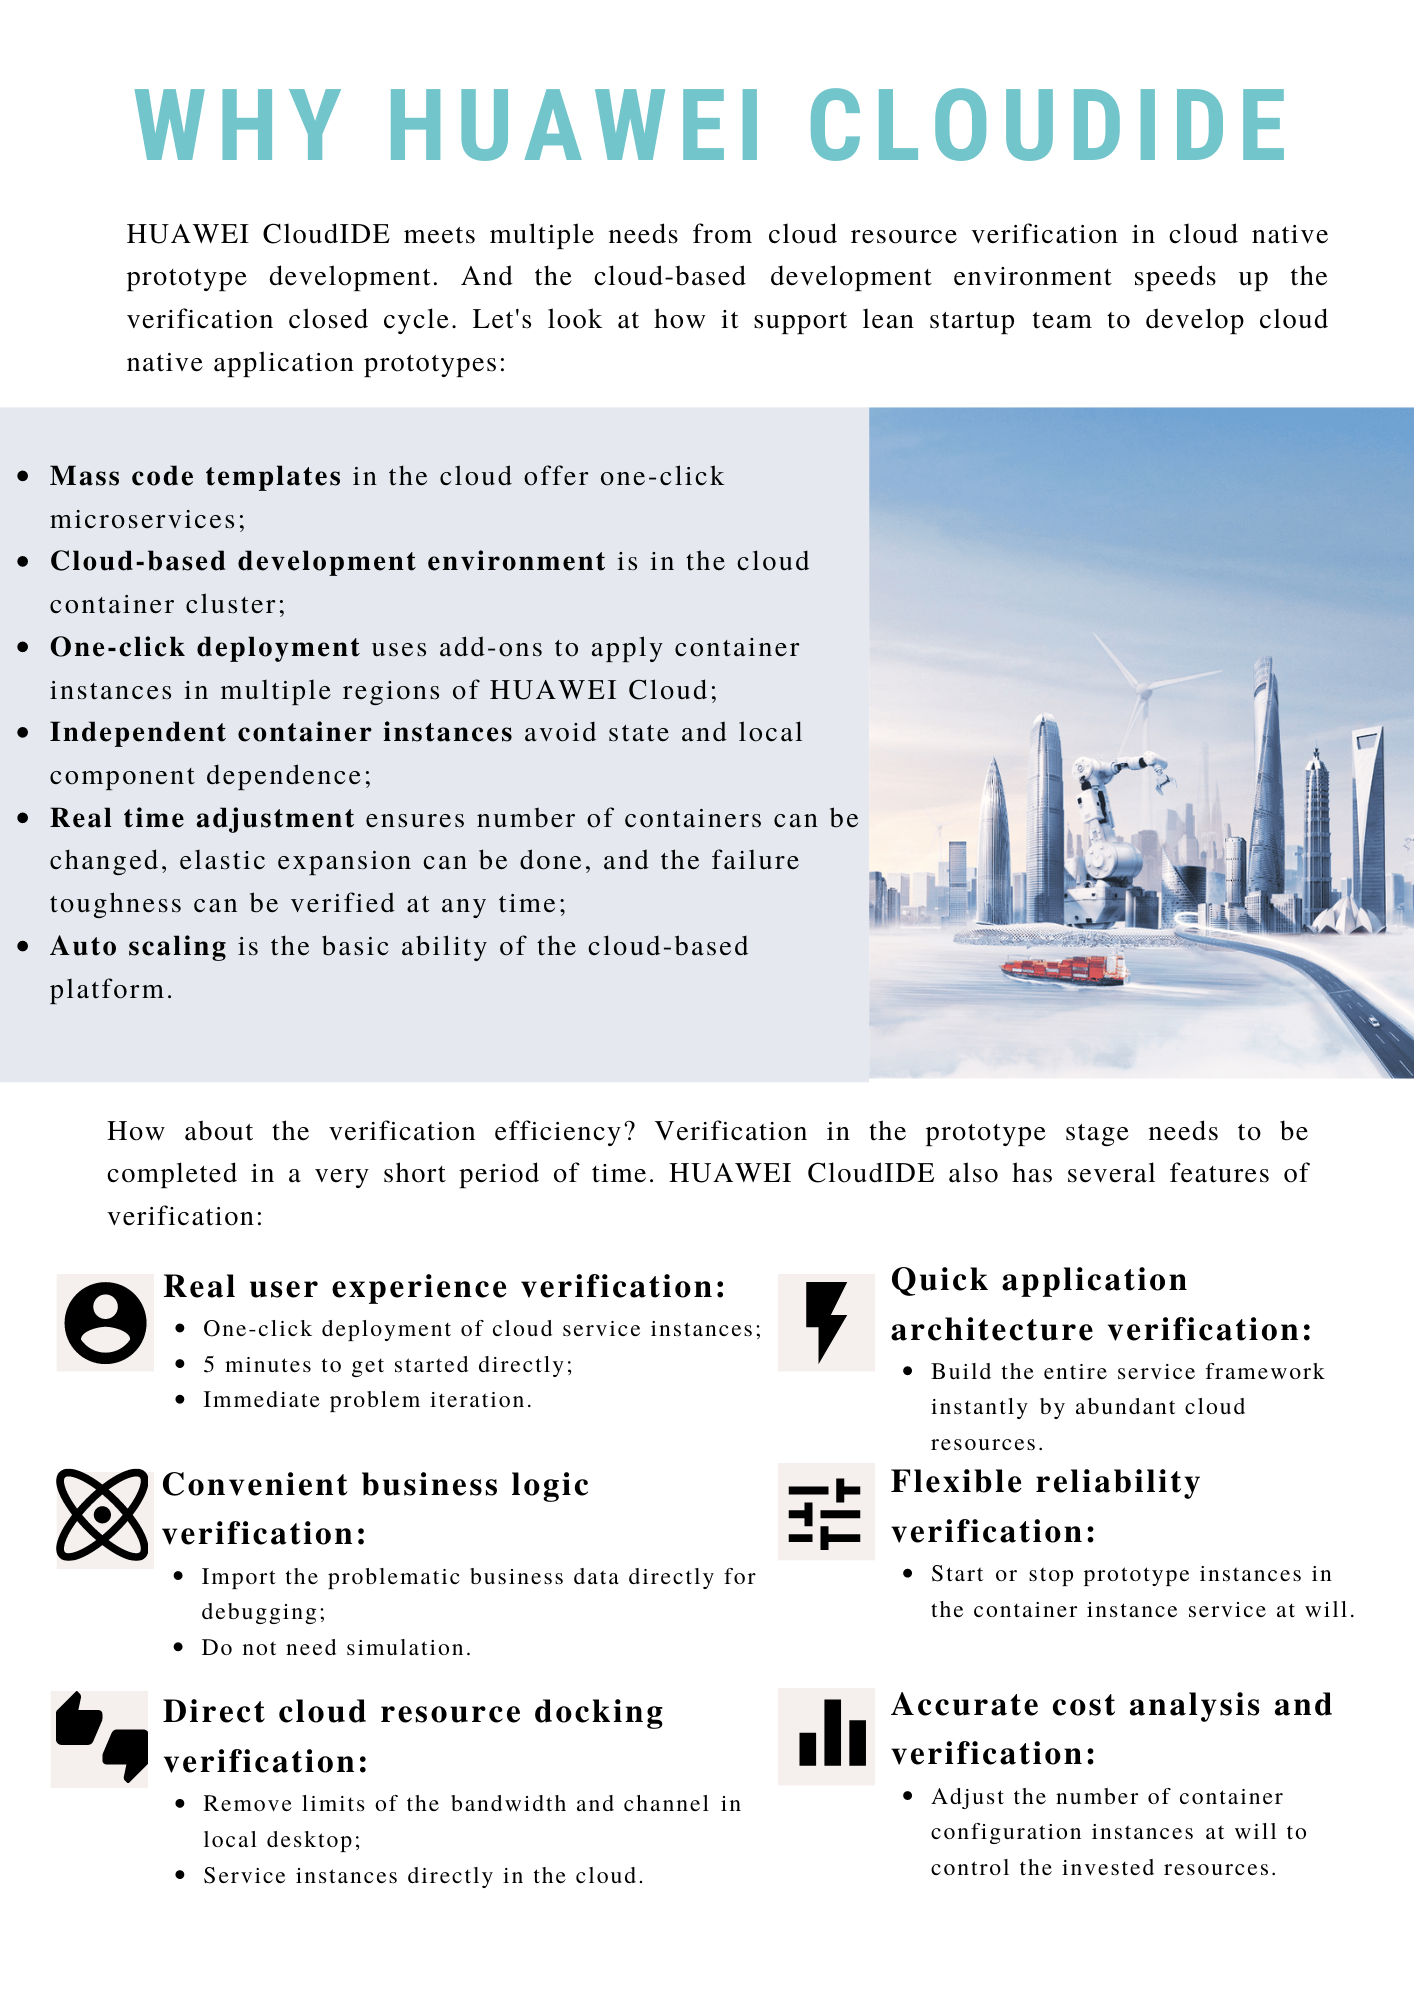 WHY HUAWEI CLOUDIDE
HUAWEI CloudIDE meets multiple needs from cloud resource verification in cloud native
prototype development. And the cloud-based development environment speeds up the
verification closed cycle. Let's look at how it support lean startup team to develop cloud
native application prototypes:
• Mass code templates in the cloud offer one-click
microservices;
• Cloud-based development environment is in the cloud
container cluster;
• One-click deployment uses add-ons to apply container
instances in multiple regions of HUAWEI Cloud;
• Independent container instances avoid state and local
component dependence;
• Real time adjustment ensures number of containers can be
changed, elastic expansion can be done, and the failure
toughness can be verified at any time;
• Auto scaling is the basic ability of the cloud-based
platform.
How about the verification efficiency? Verification in the prototype stage needs to be
completed in a very short period of time. HUAWEI CloudIDE also has several features of
verification:
Real user experience verification:
• One-click deployment of cloud service instances;
• 5 minutes to get started directly;
• Immediate problem iteration.
Quick application
architecture verification:
• Build the entire service framework
instantly by abundant cloud
resources.
Convenient business logic
verification:
• Import the problematic business data directly for
debugging;
• Do not need simulation.
Flexible reliability
verification:
• Start or stop prototype instances in
the container instance service at will.
Direct cloud resource docking
verification:
• Remove limits of the bandwidth and channel in
local desktop;
• Service instances directly in the cloud.
Accurate cost analysis and
verification:
• Adjust the number of container
configuration instances at will to
control the invested resources.